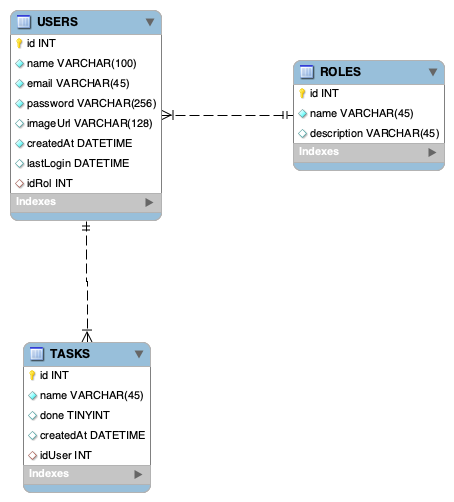 USERS
id INT
name VARCHAR(100)
email VARCHAR(45)
password VARCHAR(256)
imageUrl VARCHAR(128)
createdAt DATETIME
lastLogin DATETIME
idRol INT
Indexes
ROLES
id INT
name VARCHAR(45)
description VARCHAR(45)
Indexes
TASKS
id INT
name VARCHAR(45)
done TINYINT
createdAt DATETIME
idUser INT
Indexes